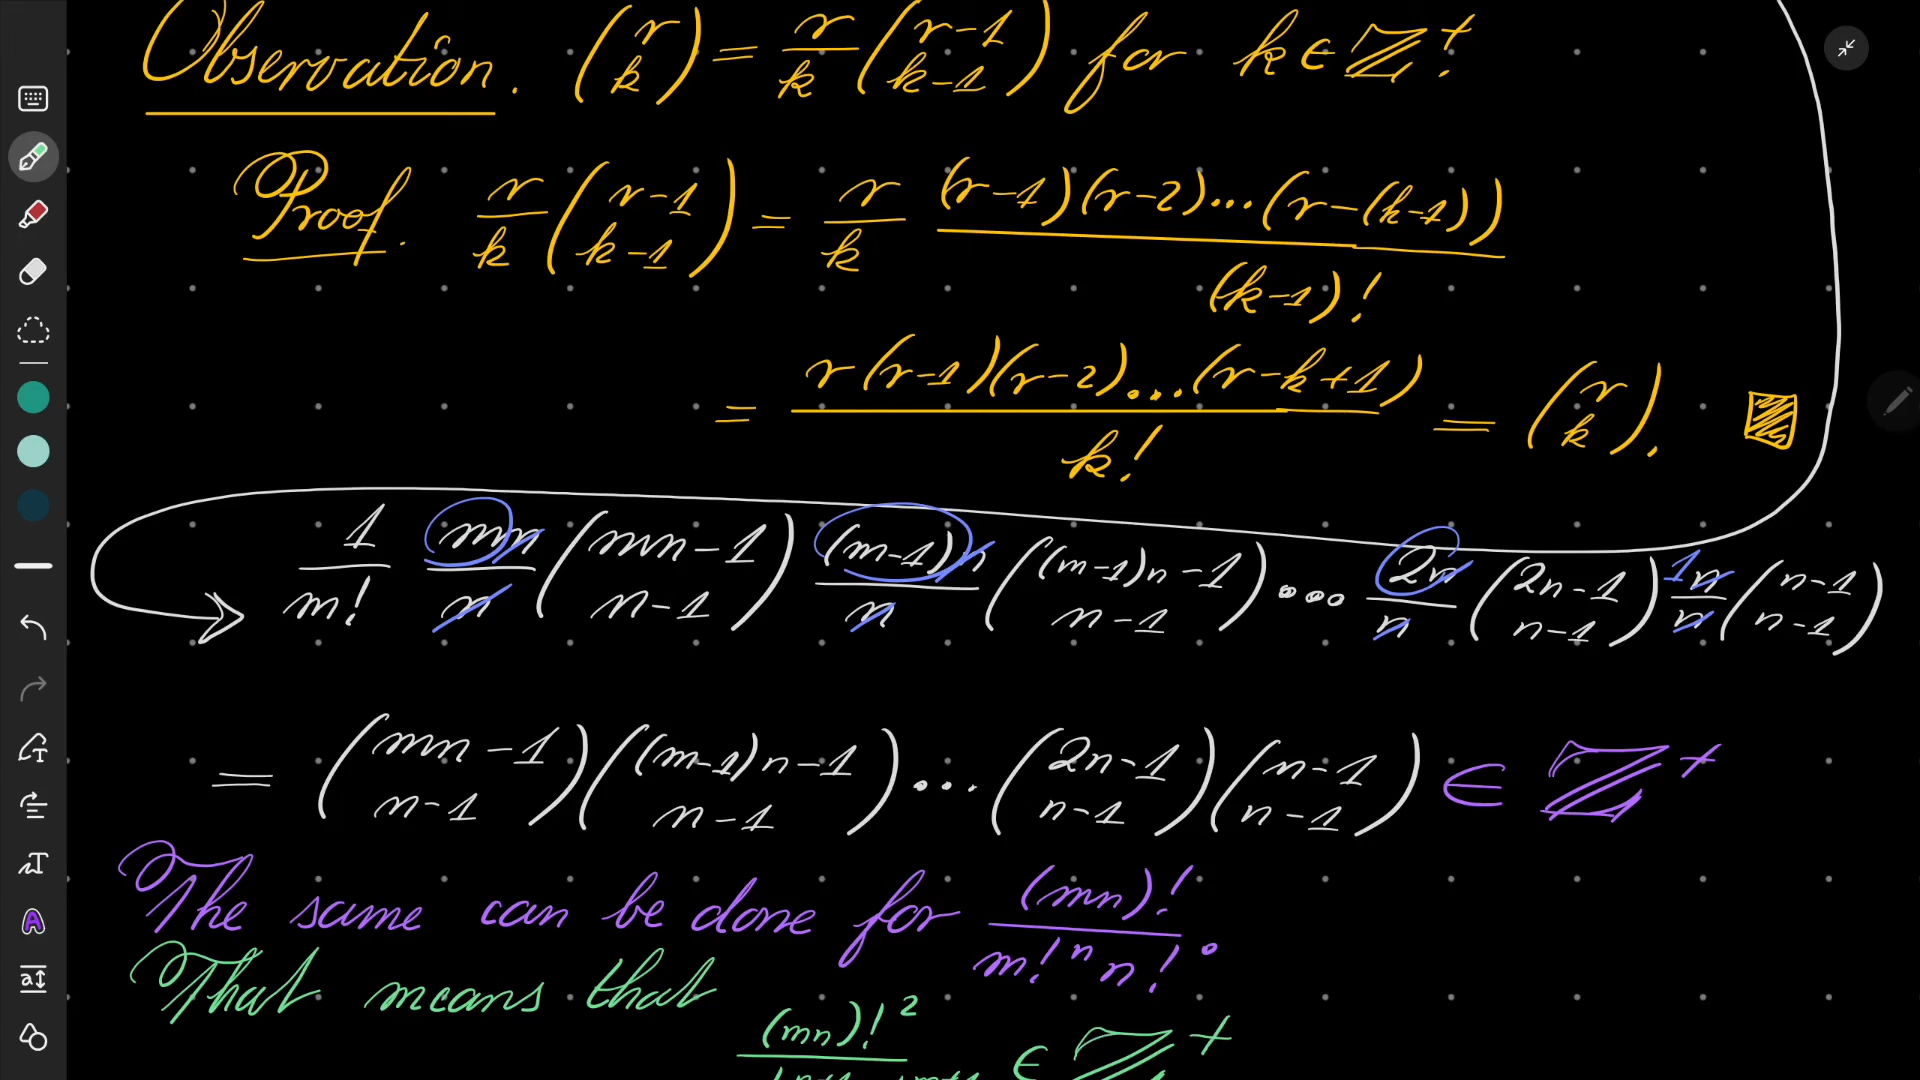 Observation. (r k) = r/k (r-1 k-1) for k ∈ ℤ⁺!
Proof. r/k (r-1 k-1) = r/k (r-1)(r-2)...(r-(k-1))/(k-1)!
= r(r-1)(r-2)...(r-k+1)/k! = (r k).
1/m! mn/n (mn-1 n-1) (m-1)n/n ((m-1)n-1 n-1) ... 2n/n (2n-1 n-1) 1 n/n (n-1 n-1)
= (mn-1 n-1)((m-1)n-1 n-1)...(2n-1 n-1)(n-1 n-1) ∈ ℤ⁺
The same can be done for (mn)!/m!ⁿn!.
That means that
(mn)!² ∈ ℤ⁺